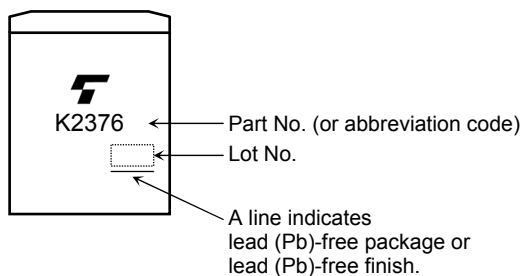 K2376
Part No. (or abbreviation code)
Lot No.
A line indicates
lead (Pb)-free package or
lead (Pb)-free finish.